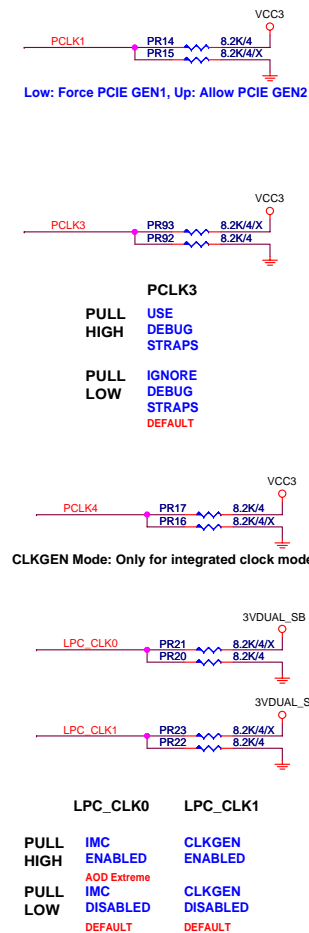 VCC3
PCLK1 PR14 8.2K/4
PR15 8.2K/4/X
Low: Force PCIE GEN1, Up: Allow PCIE GEN2
VCC3
PCLK3 PR93 8.2K/4/X
PR92 8.2K/4
PCLK3
PULL USE
HIGH DEBUG
STRAPS
PULL IGNORE
LOW DEBUG
STRAPS
DEFAULT
VCC3
PCLK4 PR17 8.2K/4
PR16 8.2K/4/X
CLKGEN Mode: Only for integrated clock mode
3VDUAL_SB
LPC_CLK0 PR21 8.2K/4/X
PR20 8.2K/4
3VDUAL_S
LPC_CLK1 PR23 8.2K/4/X
PR22 8.2K/4
LPC_CLK0 LPC_CLK1
PULL IMC CLKGEN
HIGH ENABLED ENABLED
AOD Extreme
PULL IMC CLKGEN
LOW DISABLED DISABLED
DEFAULT DEFAULT